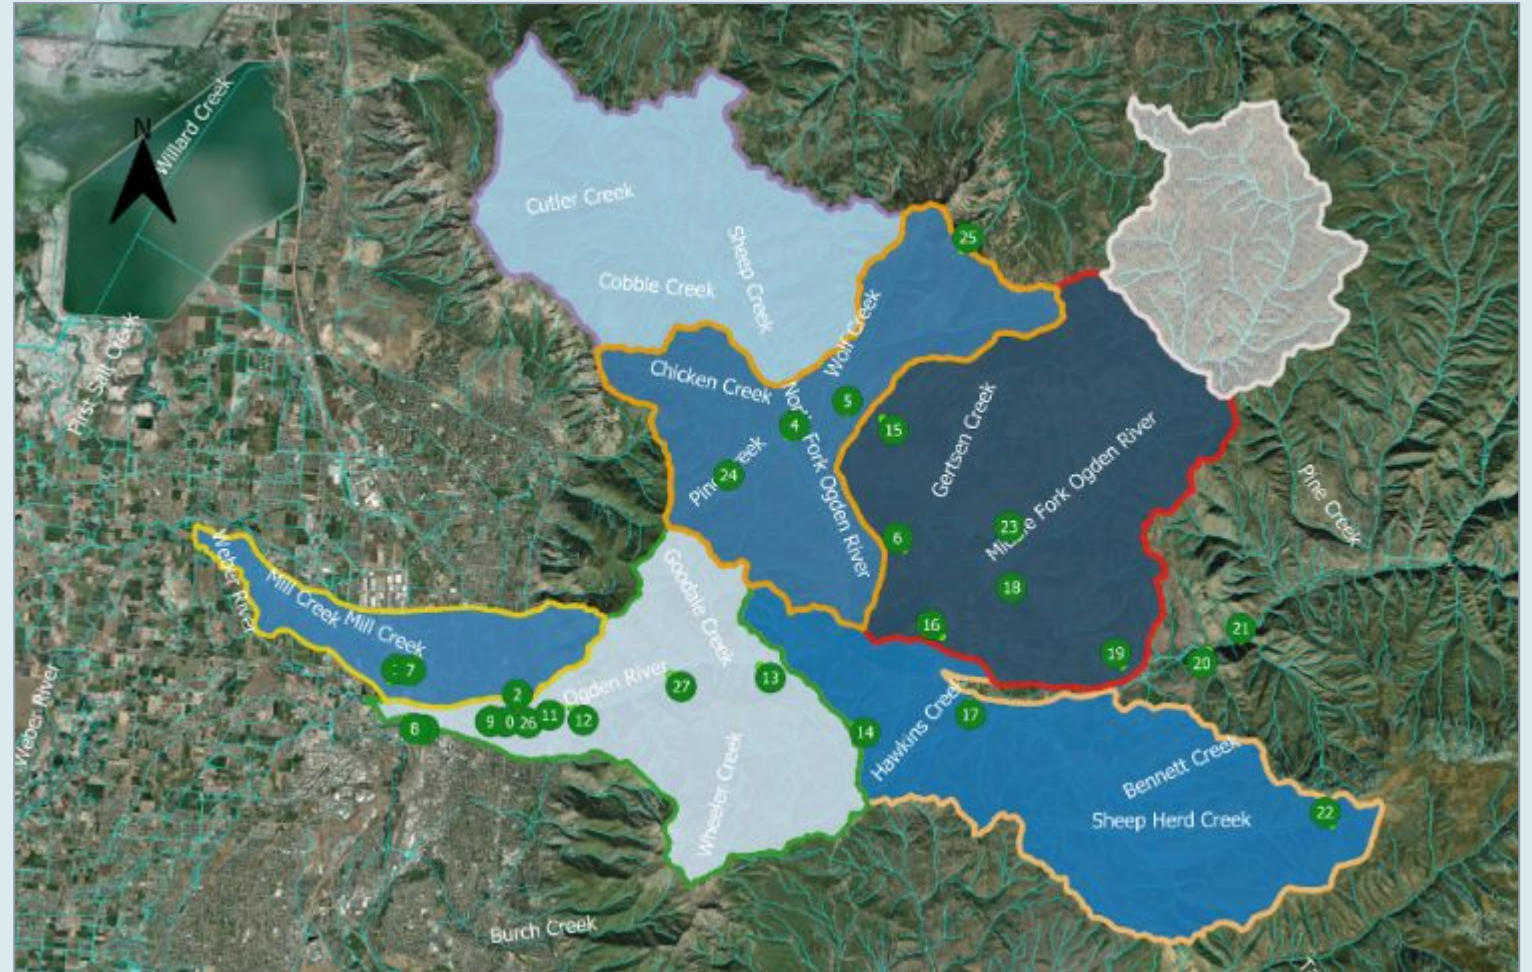 N
Willard Creek
Cutler Creek
Sheep Creek
Cobble Creek
25
First Salt Creek
Wolf Creek
Chicken Creek
5
4
North Fork Ogden River
15
Gertsen Creek
Middle Fork Ogden River
24
Pine Creek
Pine Creek
23
6
18
Weber River
Mill Creek
Mill Creek
Goodale Creek
16
21
19
20
7
Weber River
Ogden River
27
13
2
9
0
26
11
12
8
Hawkins Creek
17
14
Wheeler Creek
Bennett Creek
22
Sheep Herd Creek
Burch Creek